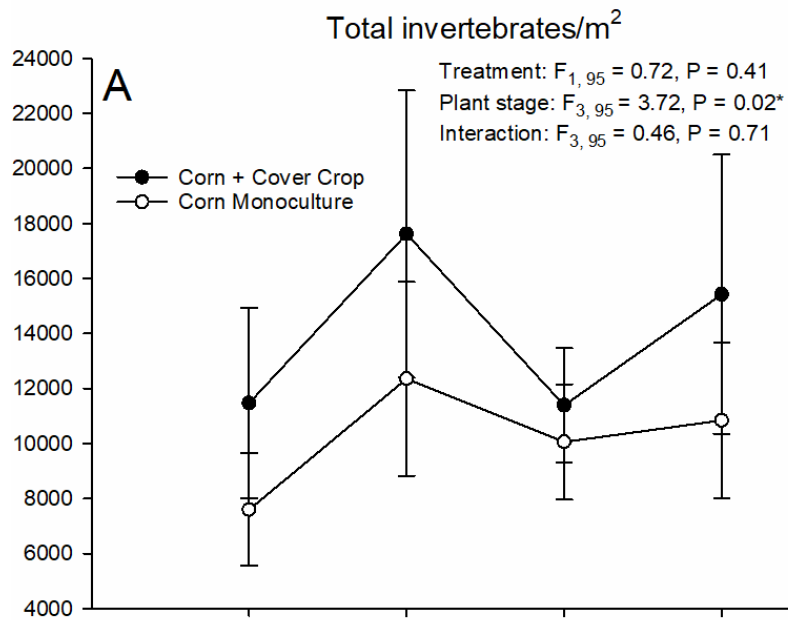 Total invertebrates/m²
A
Treatment: F₁, ₉₅ = 0.72, P = 0.41
Plant stage: F₃, ₉₅ = 3.72, P = 0.02*
Interaction: F₃, ₉₅ = 0.46, P = 0.71
Corn + Cover Crop
Corn Monoculture
24000
22000
20000
18000
16000
14000
12000
10000
8000
6000
4000